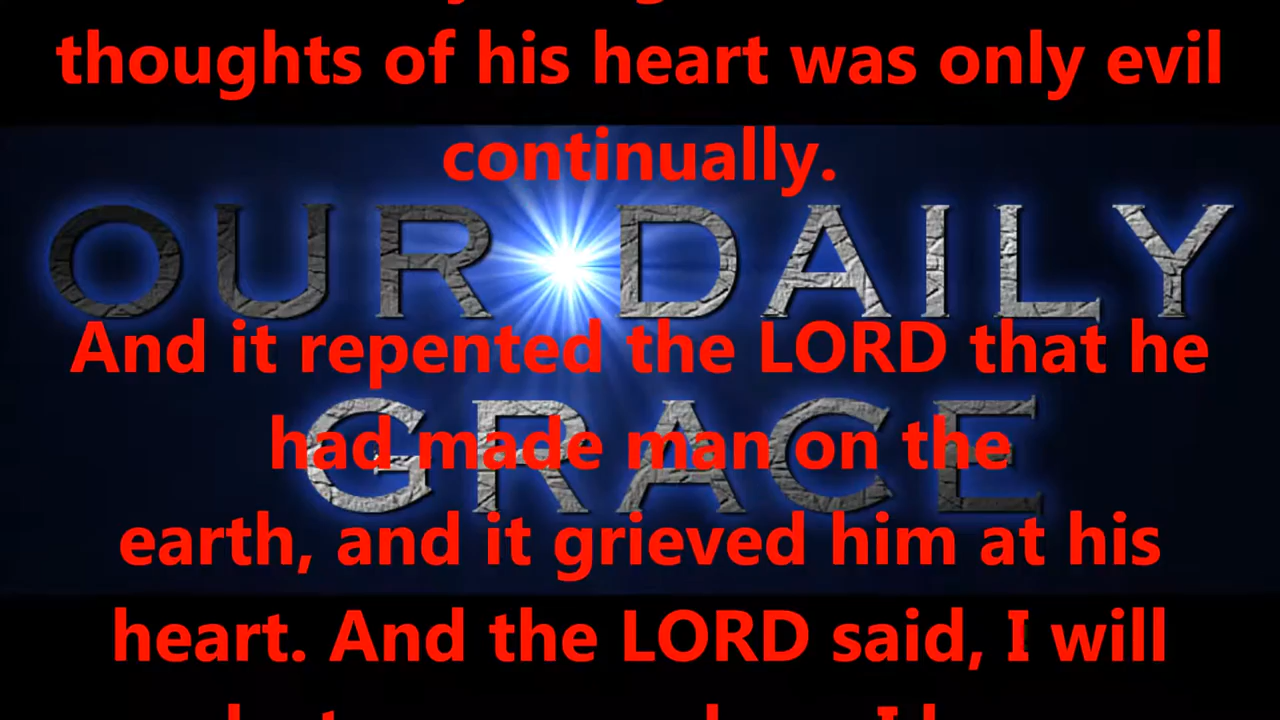 thoughts of his heart was only evil
continually.
OUR DAILY
And it repented the LORD that he
GRACE
had made man on the
earth, and it grieved him at his
heart. And the LORD said, I will